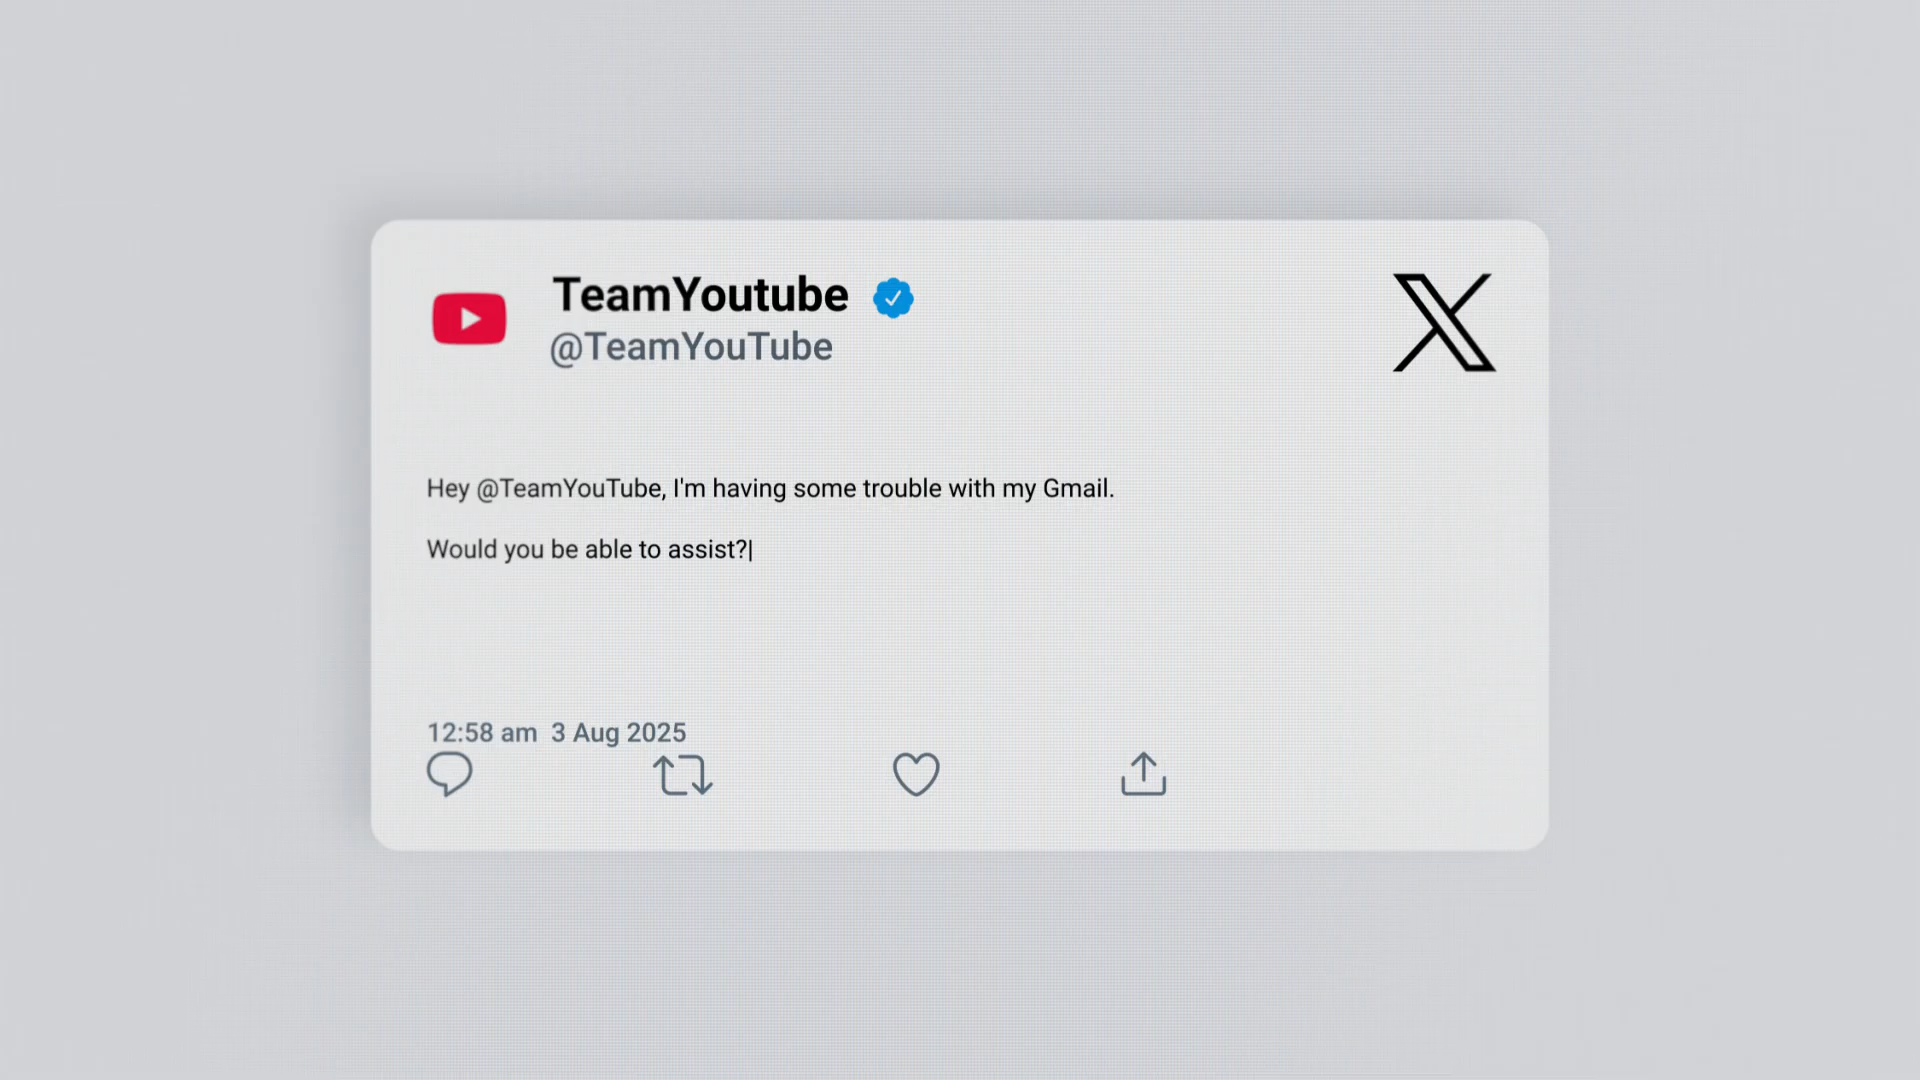 TeamYoutube
@TeamYouTube
Hey @TeamYouTube, I'm having some trouble with my Gmail.
Would you be able to assist?|
12:58 am  3 Aug 2025